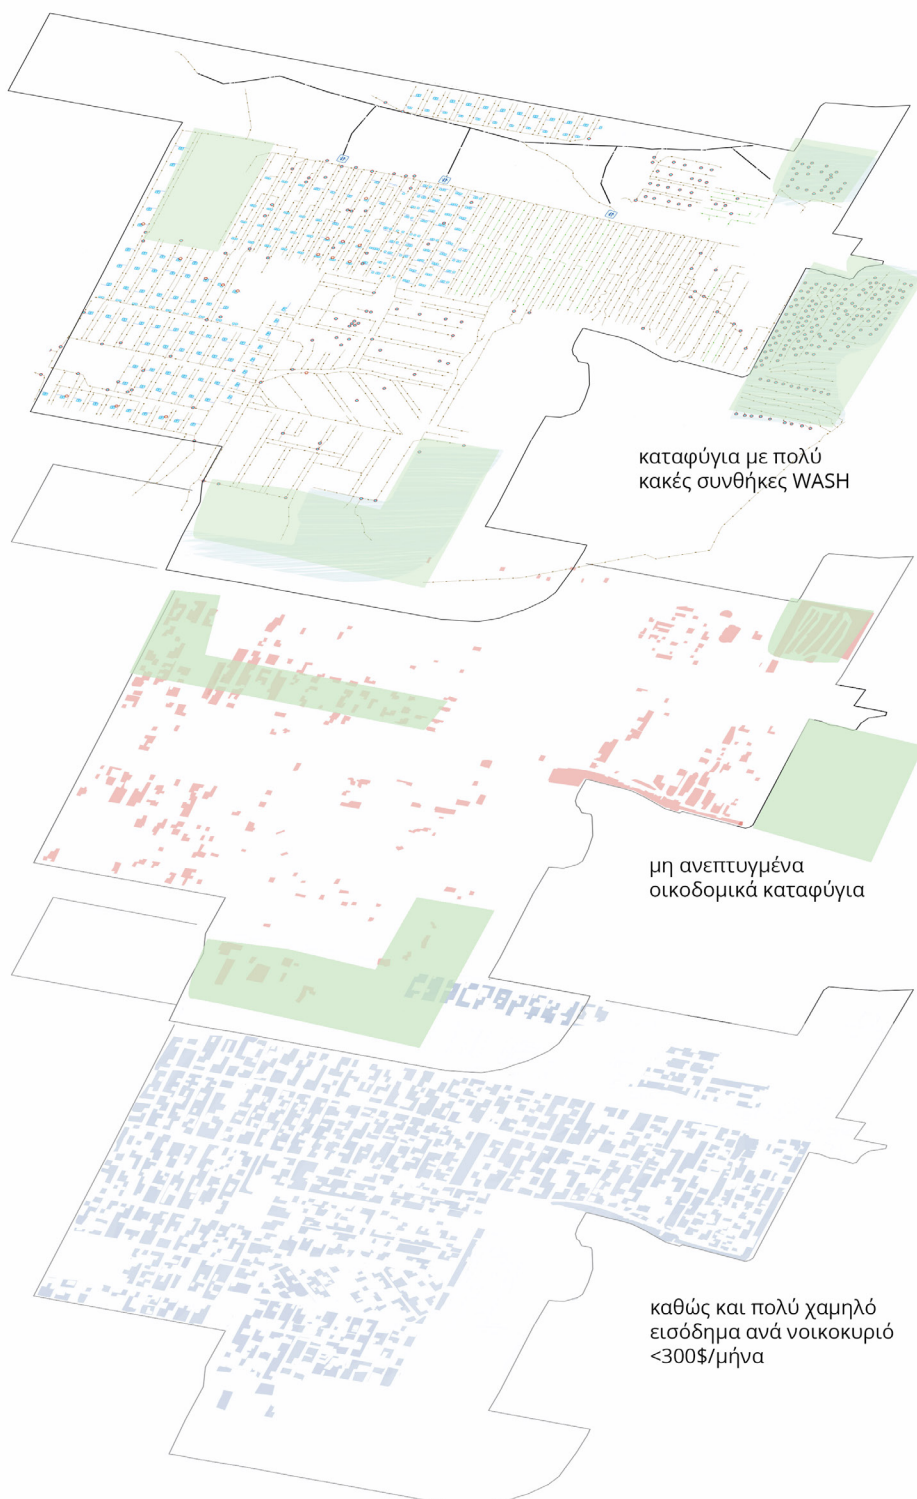 καταφύγια με πολύ
κακές συνθήκες WASH
μη ανεπτυγμένα
οικοδομικά καταφύγια
καθώς και πολύ χαμηλό
εισόδημα ανά νοικοκυριό
<300$/μήνα